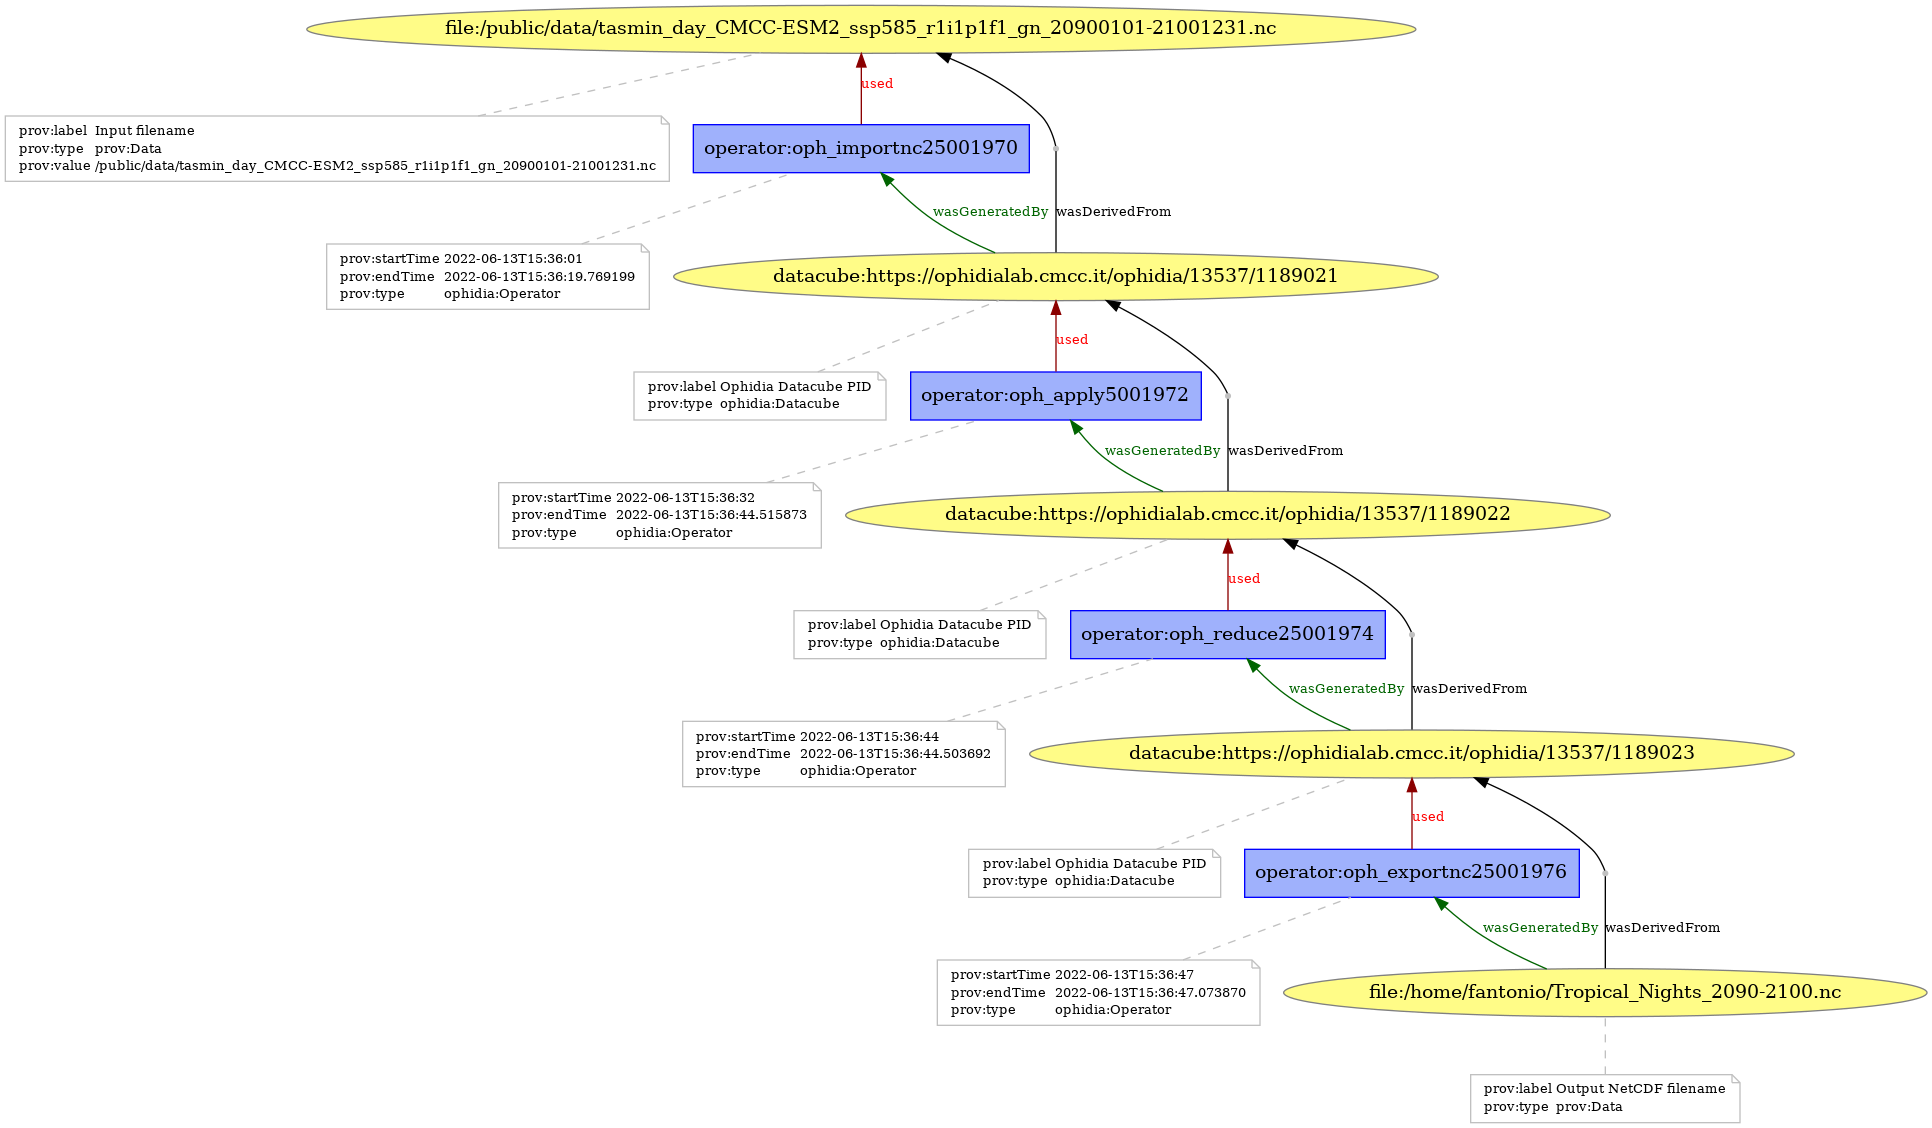 file:/public/data/tasmin_day_CMCC-ESM2_ssp585_r1i1p1f1_gn_20900101-21001231.nc
used
prov:label Input filename
prov:type prov:Data
prov:value /public/data/tasmin_day_CMCC-ESM2_ssp585_r1i1p1f1_gn_20900101-21001231.nc
operator:oph_importnc25001970
wasGeneratedBy
wasDerivedFrom
prov:startTime 2022-06-13T15:36:01
prov:endTime 2022-06-13T15:36:19.769199
prov:type ophidia:Operator
datacube:https://ophidialab.cmcc.it/ophidia/13537/1189021
used
prov:label Ophidia Datacube PID
prov:type ophidia:Datacube
operator:oph_apply5001972
wasGeneratedBy
wasDerivedFrom
prov:startTime 2022-06-13T15:36:32
prov:endTime 2022-06-13T15:36:44.515873
prov:type ophidia:Operator
datacube:https://ophidialab.cmcc.it/ophidia/13537/1189022
used
prov:label Ophidia Datacube PID
prov:type ophidia:Datacube
operator:oph_reduce25001974
wasGeneratedBy
wasDerivedFrom
prov:startTime 2022-06-13T15:36:44
prov:endTime 2022-06-13T15:36:44.503692
prov:type ophidia:Operator
datacube:https://ophidialab.cmcc.it/ophidia/13537/1189023
used
prov:label Ophidia Datacube PID
prov:type ophidia:Datacube
operator:oph_exportnc25001976
wasGeneratedBy
wasDerivedFrom
prov:startTime 2022-06-13T15:36:47
prov:endTime 2022-06-13T15:36:47.073870
prov:type ophidia:Operator
file:/home/fantonio/Tropical_Nights_2090-2100.nc
prov:label Output NetCDF filename
prov:type prov:Data